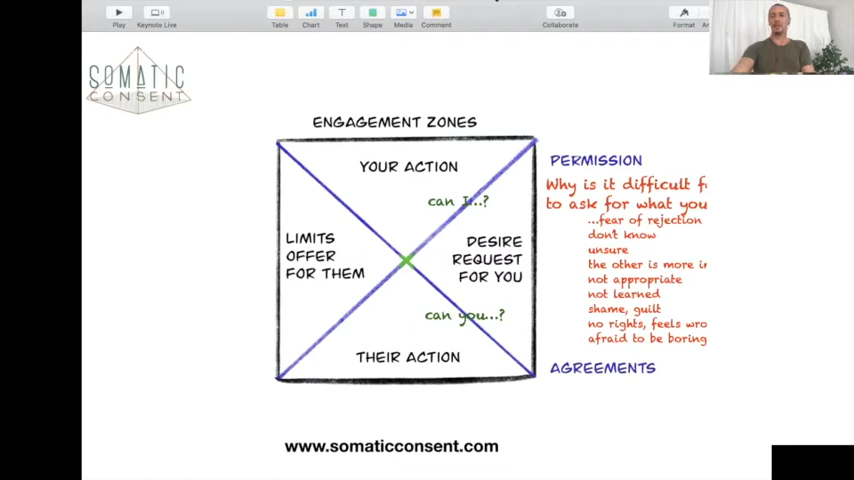 Play
Keynote Live
Table
Chart
Text
Shape
Media
Comment
Collaborate
Format
SOMATIC
CONSENT
ENGAGEMENT ZONES
YOUR ACTION
can I...?
LIMITS
OFFER
FOR THEM
DESIRE
REQUEST
FOR YOU
can you...?
THEIR ACTION
PERMISSION
Why is it difficult f
to ask for what you
...fear of rejection
don't know
unsure
the other is more i
not appropriate
not learned
shame, guilt
no rights, feels wro
afraid to be boring
AGREEMENTS
www.somaticconsent.com